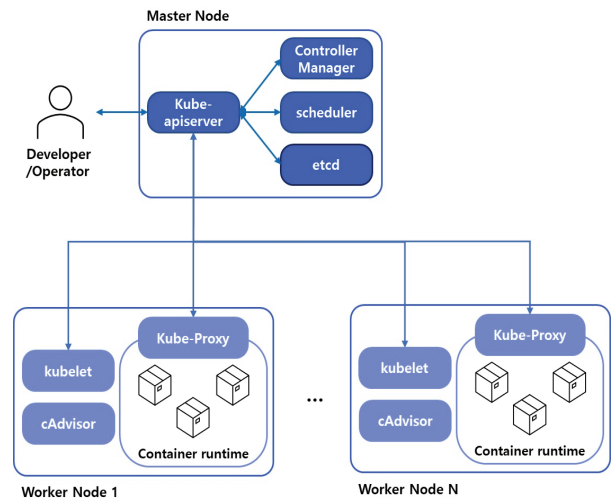 Master Node
Controller
Manager
Kube-
apiserver
scheduler
etcd
Developer
/Operator
Kube-Proxy
kubelet
cAdvisor
Container runtime
Worker Node 1
...
Kube-Proxy
kubelet
cAdvisor
Container runtime
Worker Node N